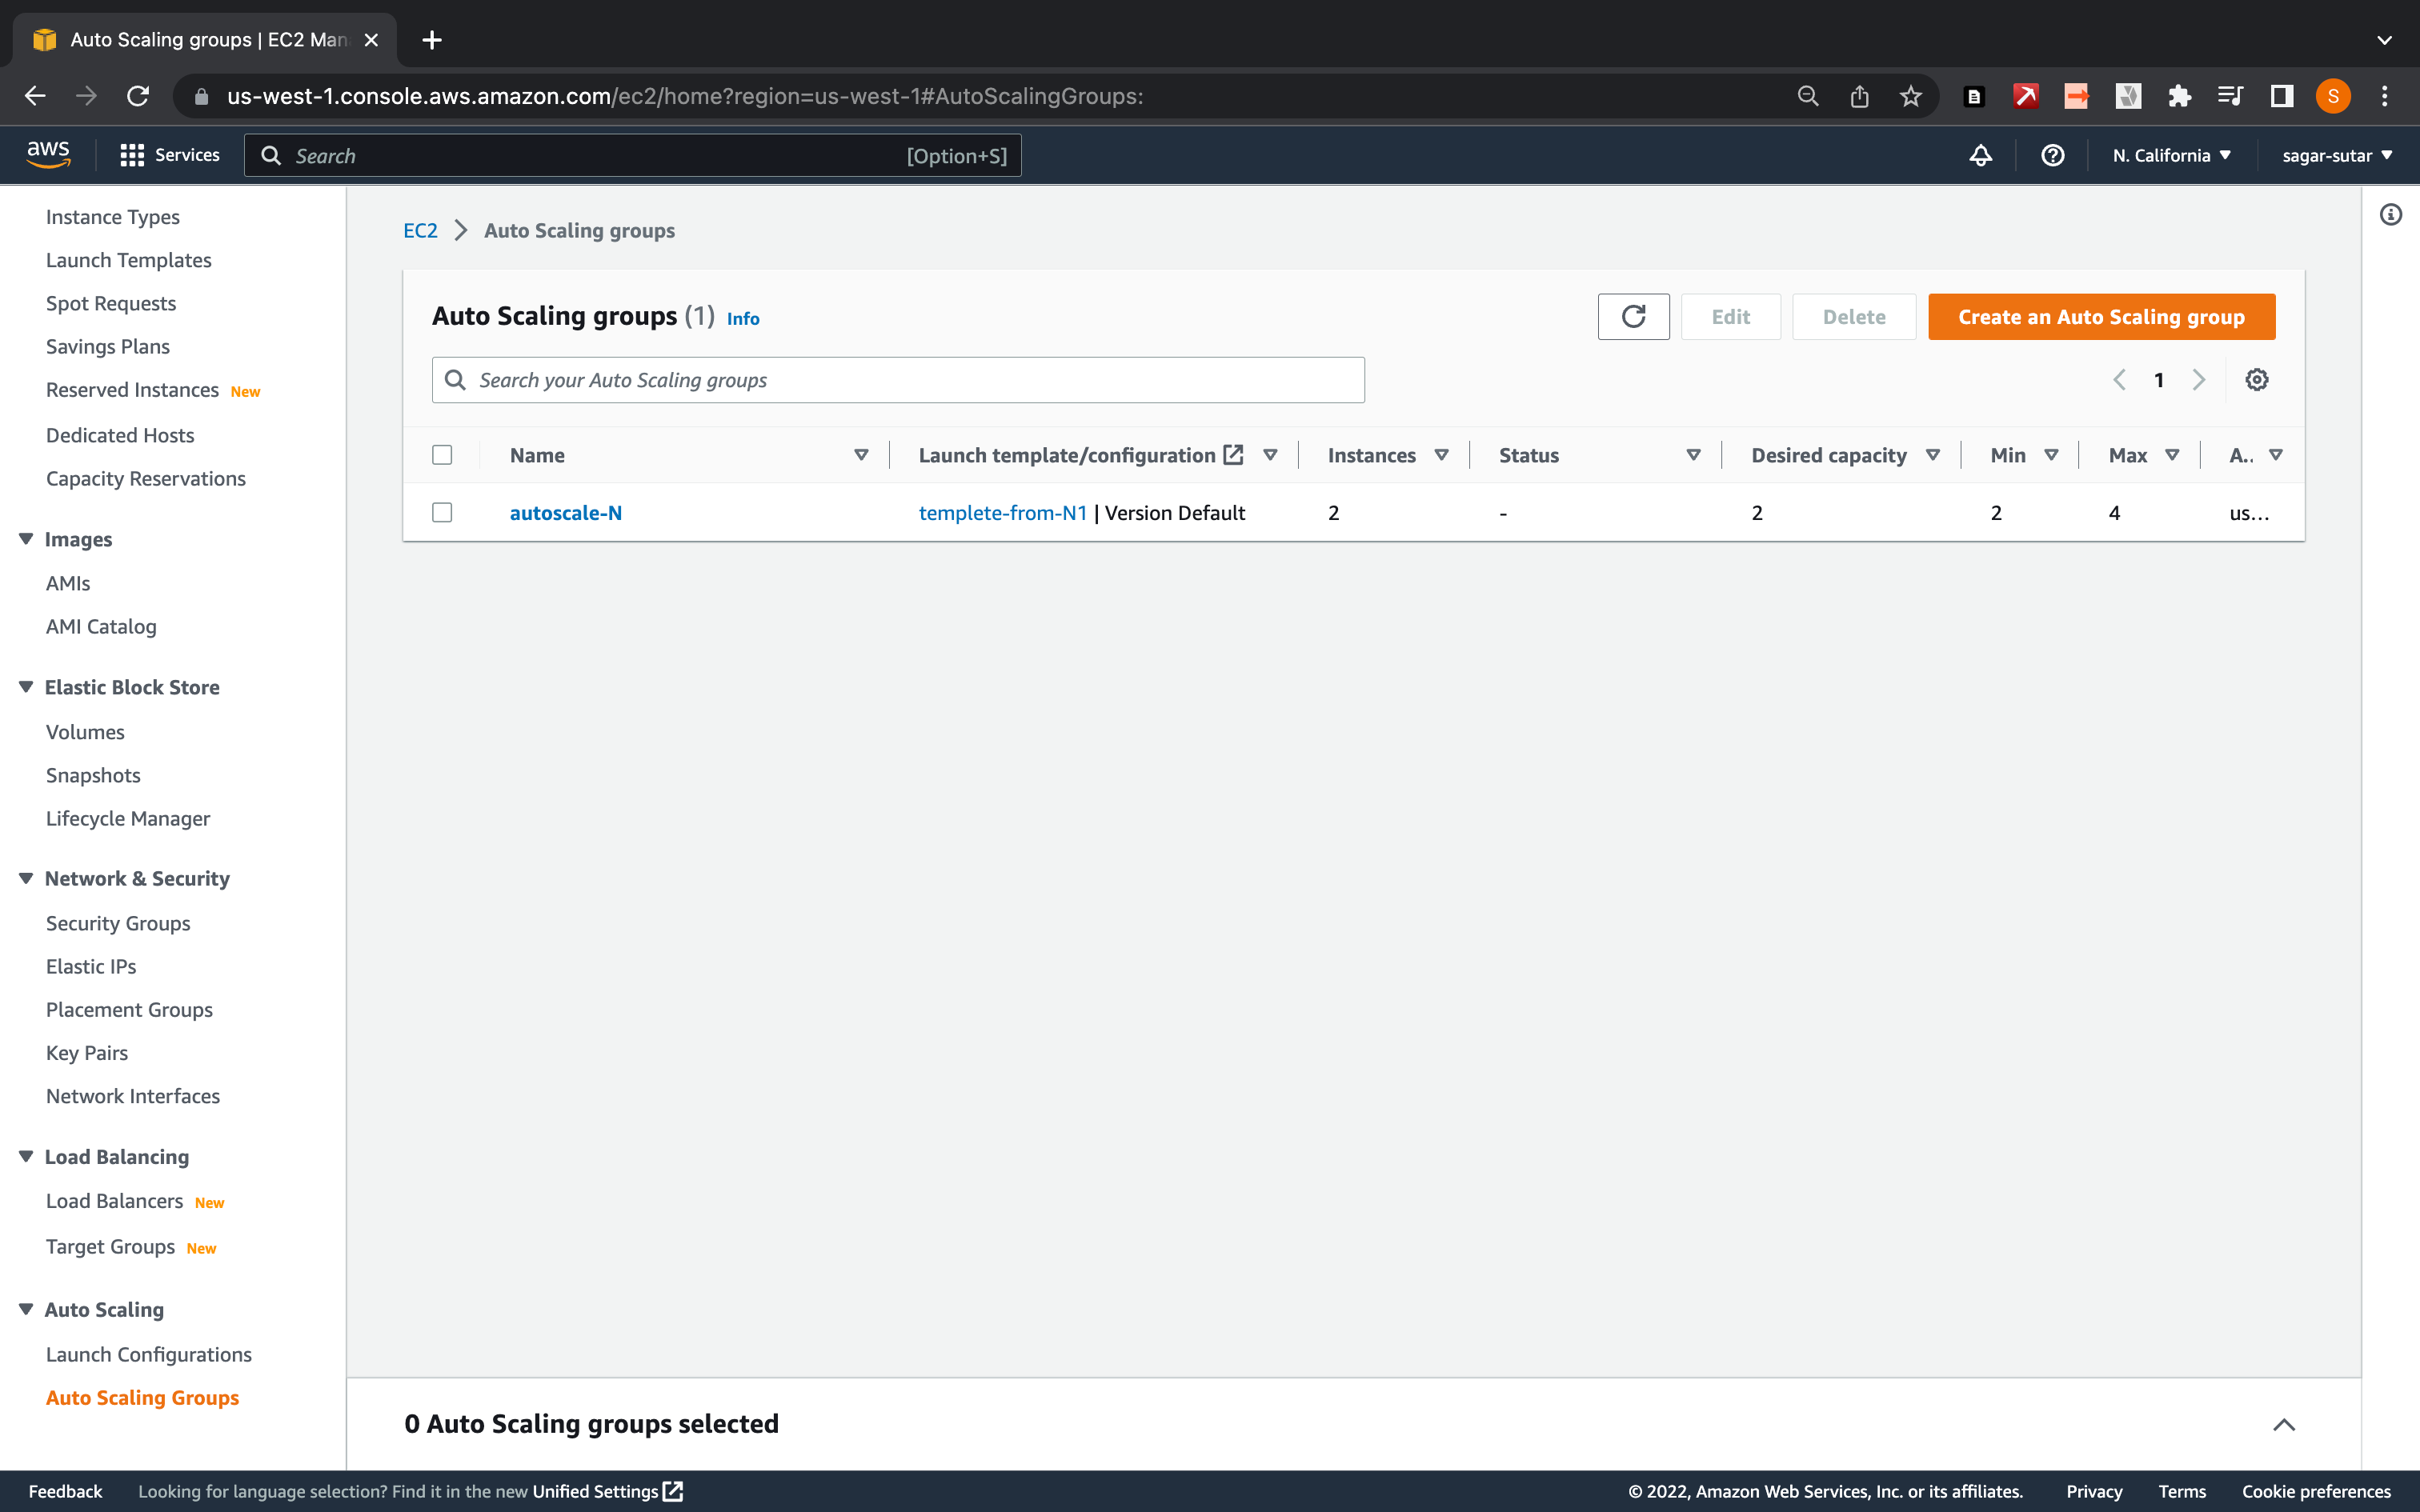 Auto Scaling groups | EC2 Man
us-west-1.console.aws.amazon.com/ec2/home?region=us-west-1#AutoScalingGroups:
S
aws
Services
Search
[Option+S]
N. California
sagar-sutar
Instance Types
Launch Templates
Spot Requests
Savings Plans
Reserved Instances New
Dedicated Hosts
Capacity Reservations
Images
AMIs
AMI Catalog
Elastic Block Store
Volumes
Snapshots
Lifecycle Manager
Network & Security
Security Groups
Elastic IPs
Placement Groups
Key Pairs
Network Interfaces
Load Balancing
Load Balancers New
Target Groups New
Auto Scaling
Launch Configurations
Auto Scaling Groups
EC2 Auto Scaling groups
Auto Scaling groups (1) Info
Edit
Delete
Create an Auto Scaling group
Search your Auto Scaling groups
1
Name Launch template/configuration Instances Status Desired capacity Min Max A..
autoscale-N templete-from-N1 | Version Default 2 - 2 2 4 us...
0 Auto Scaling groups selected
Feedback Looking for language selection? Find it in the new Unified Settings © 2022, Amazon Web Services, Inc. or its affiliates. Privacy Terms Cookie preferences